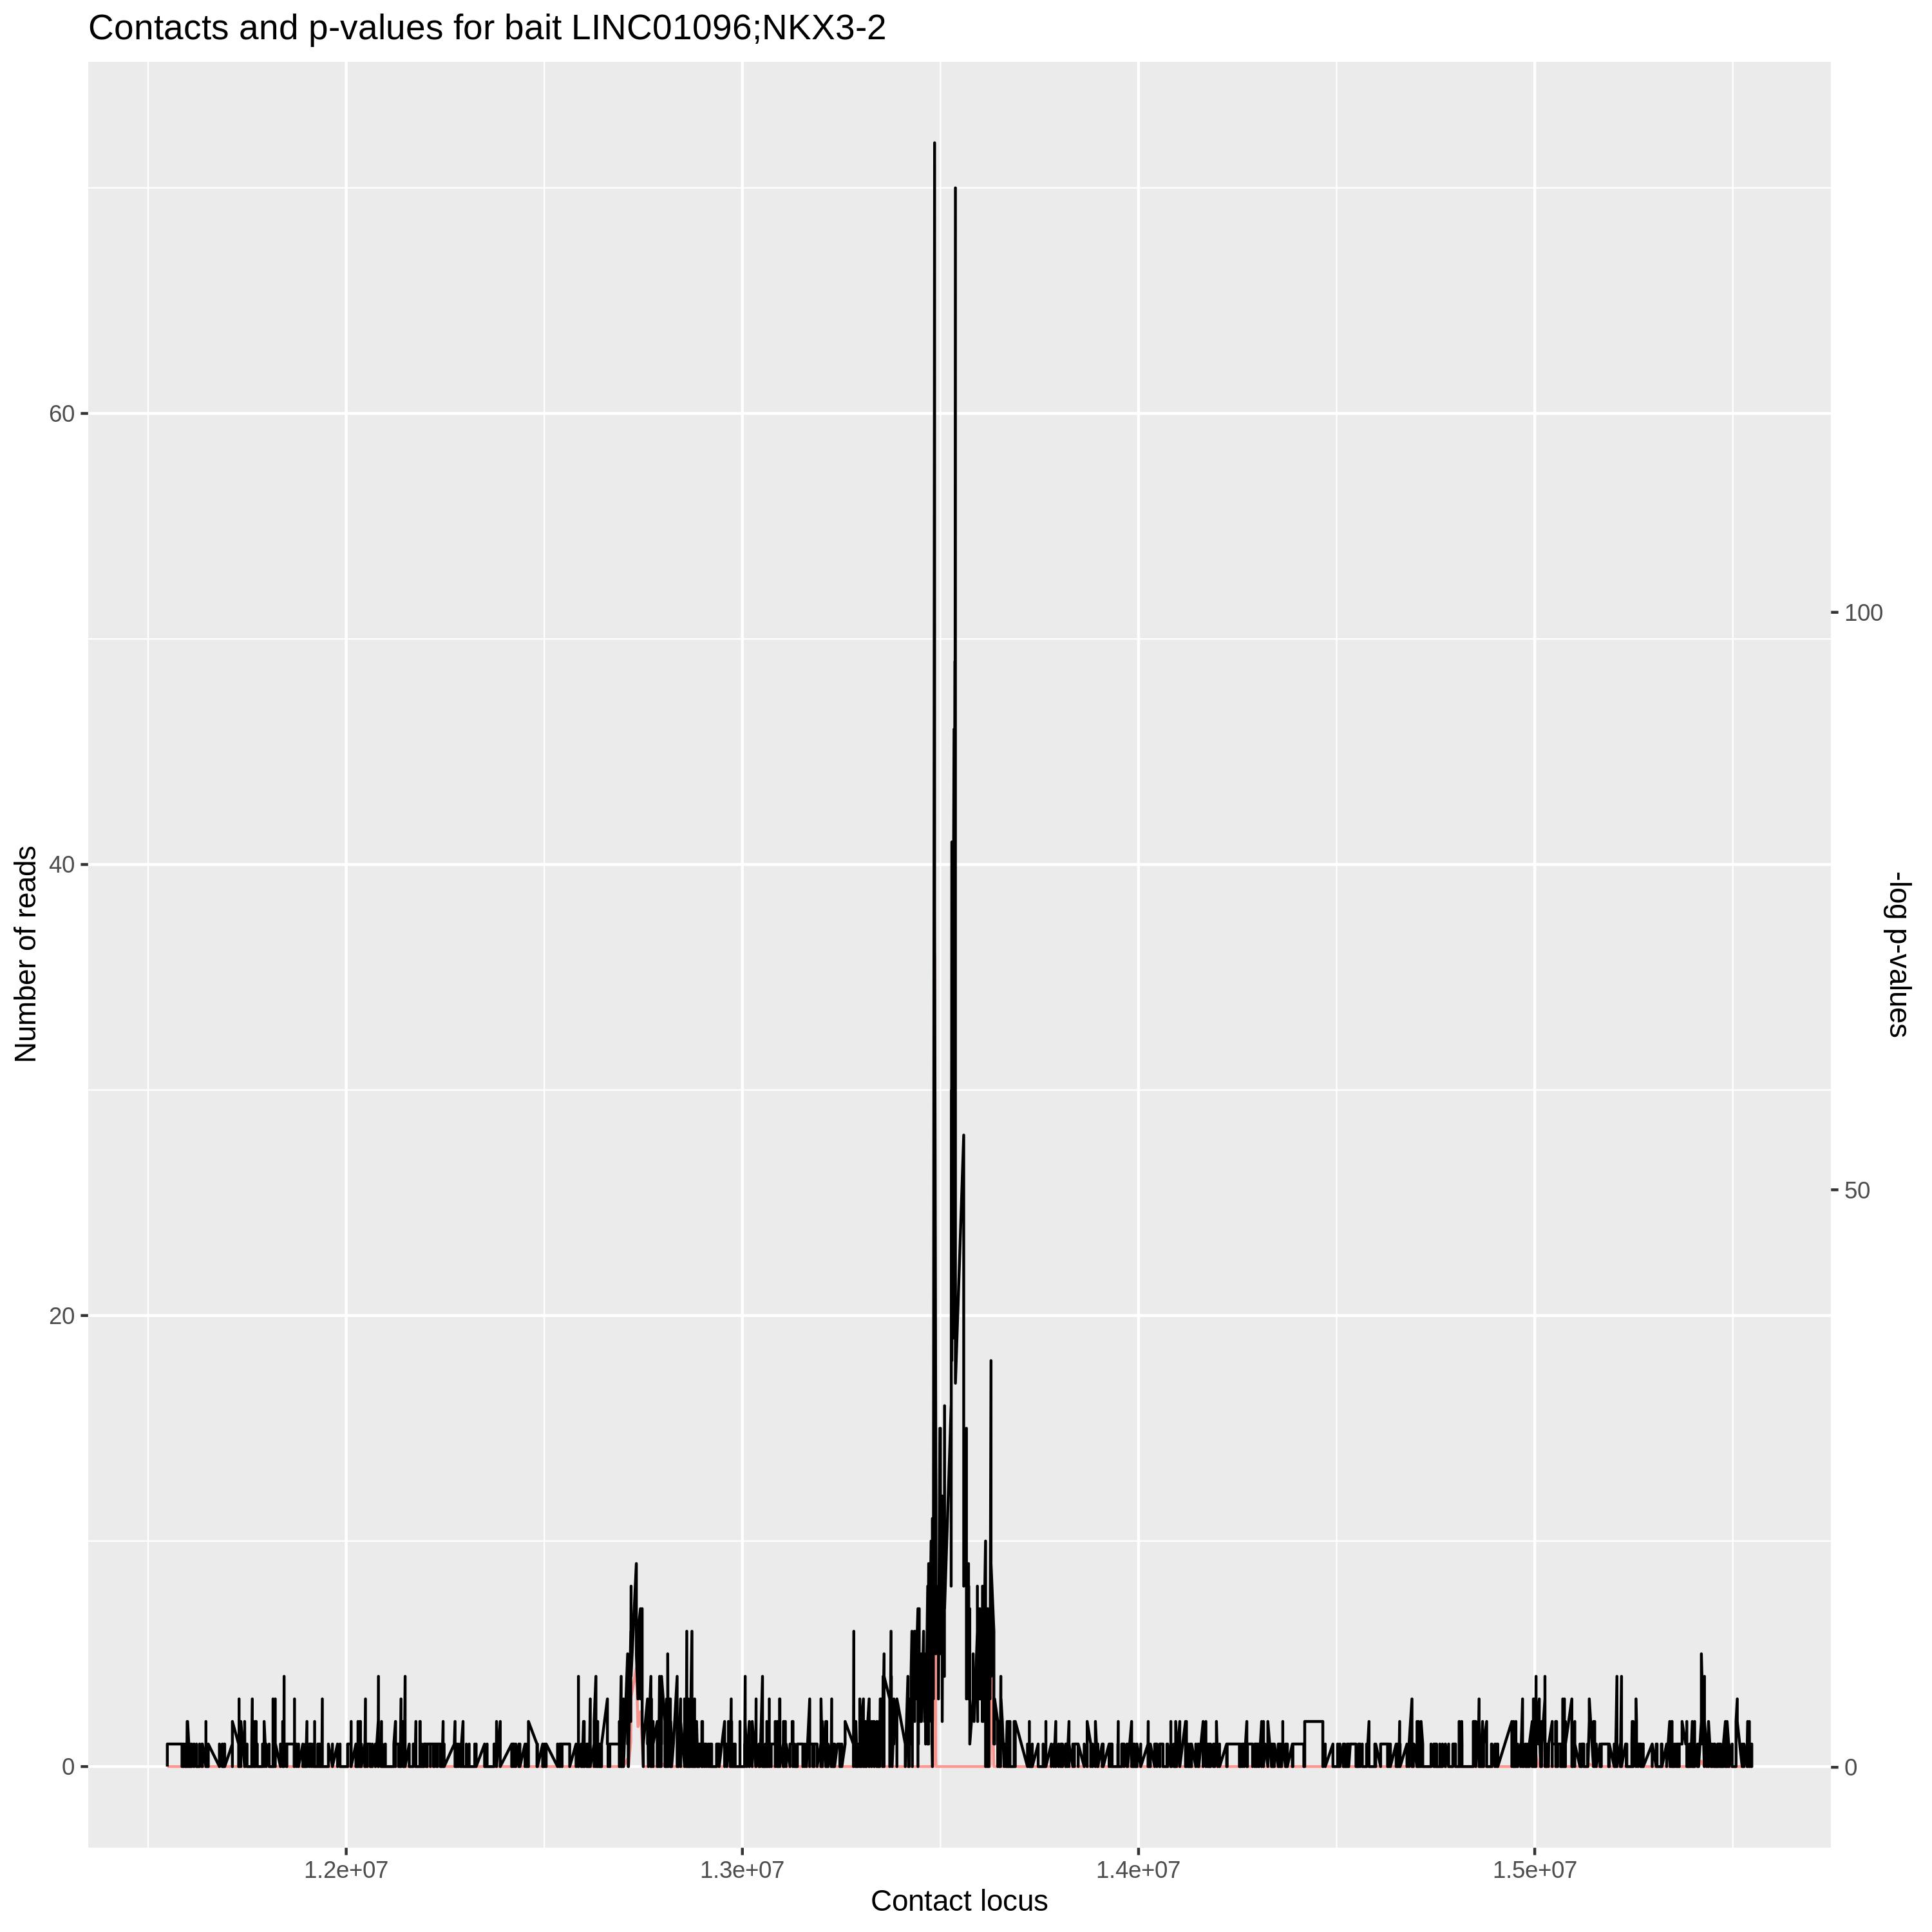 Contacts and p-values for bait LINC01096;NKX3-2
Number of reads
60
40
20
0
100
50
0
-log p-values
1.2e+07
1.3e+07
1.4e+07
1.5e+07
Contact locus